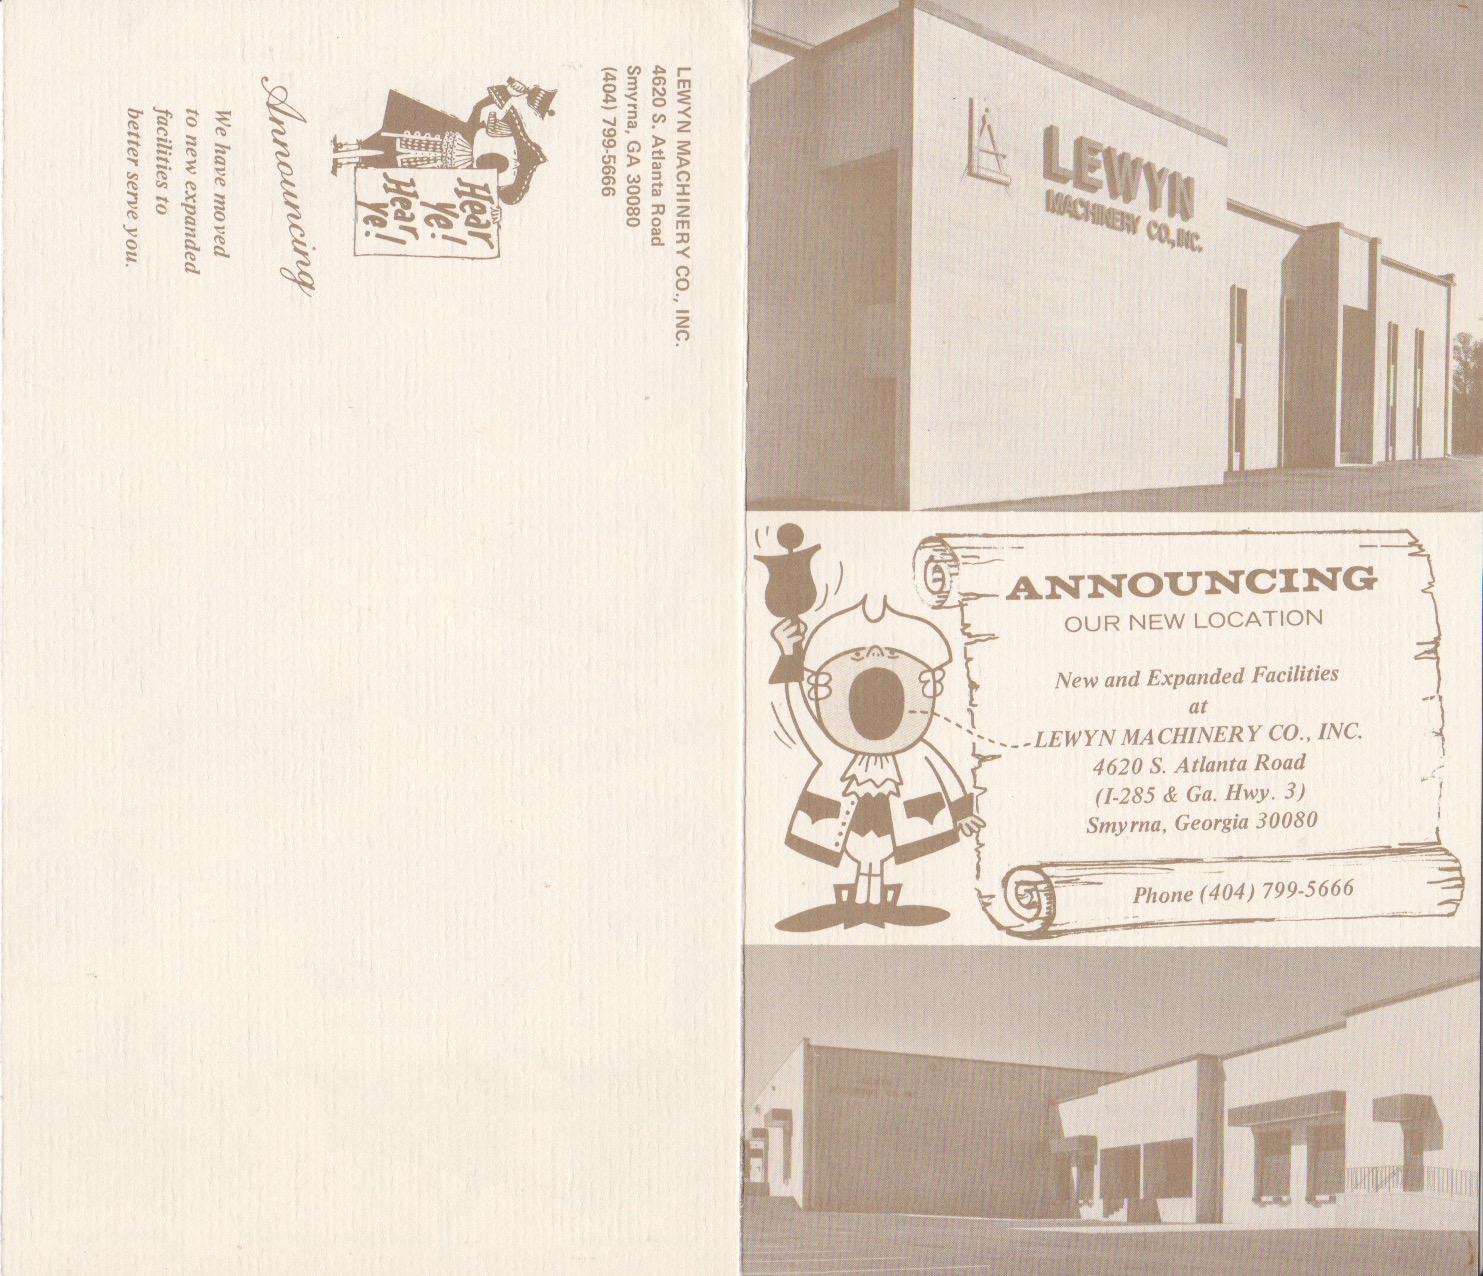 LEWYN MACHINERY CO., INC.
4620 S. Atlanta Road
Smyrna, GA 30080
(404) 799-5666
Hear
Ye!
Hear
Ye!
Announcing
We have moved
to new expanded
facilities to
better serve you.
LEWYN
MACHINERY CO., INC.
ANNOUNCING
OUR NEW LOCATION
New and Expanded Facilities
at
LEWYN MACHINERY CO., INC.
4620 S. Atlanta Road
(I-285 & Ga. Hwy. 3)
Smyrna, Georgia 30080
Phone (404) 799-5666